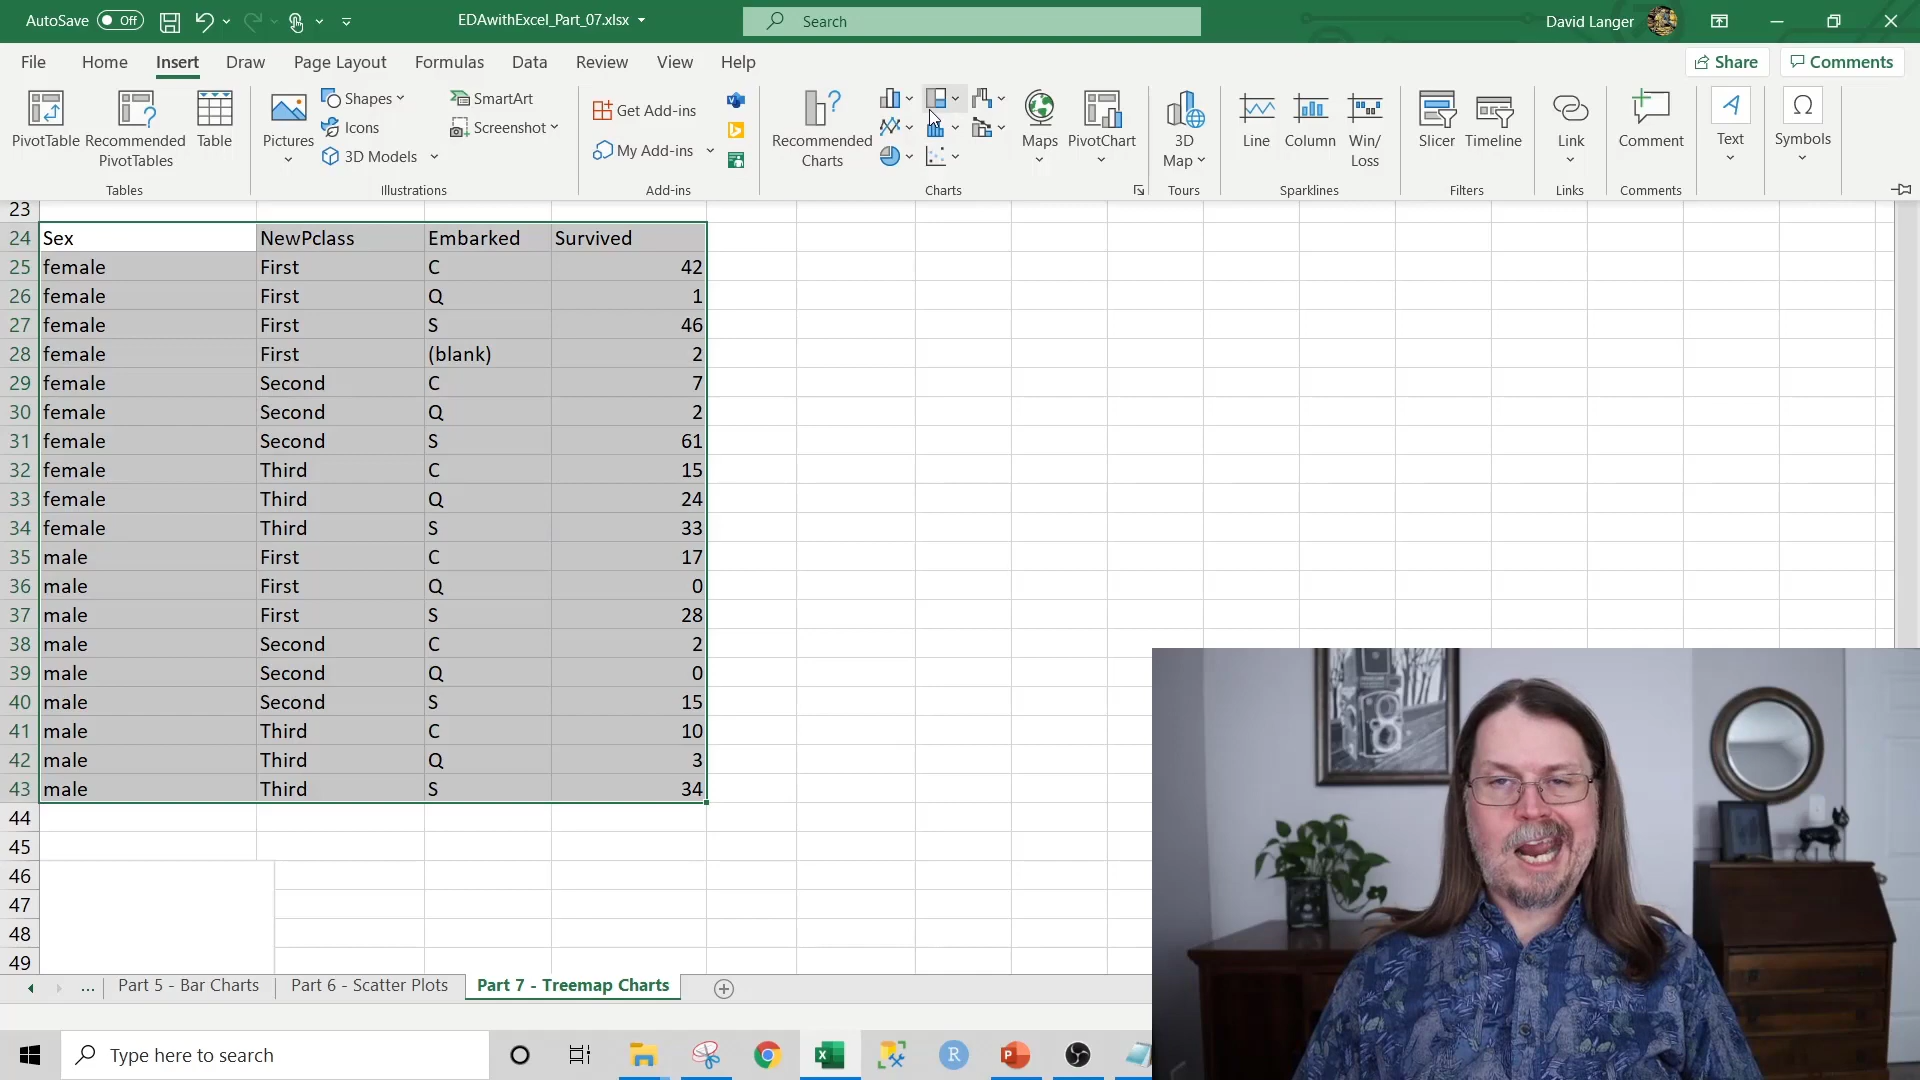 AutoSave Off EDAwithExcel_Part_07.xlsx Search David Langer
File Home Insert Draw Page Layout Formulas Data Review View Help Share Comments
PivotTable
Recommended
PivotTables
Table
Tables
Pictures
Shapes
Icons
3D Models
SmartArt
Screenshot
Illustrations
Get Add-ins
My Add-ins
Add-ins
Recommended
Charts
Maps
PivotChart
Charts
3D
Map
Tours
Line
Column
Win/
Loss
Sparklines
Slicer
Timeline
Filters
Link
Links
Comment
Comments
Text
Symbols
23
24 Sex NewPclass Embarked Survived
25 female First C 42
26 female First Q 1
27 female First S 46
28 female First (blank) 2
29 female Second C 7
30 female Second Q 2
31 female Second S 61
32 female Third C 15
33 female Third Q 24
34 female Third S 33
35 male First C 17
36 male First Q 0
37 male First S 28
38 male Second C 2
39 male Second Q 0
40 male Second S 15
41 male Third C 10
42 male Third Q 3
43 male Third S 34
44
45
46
47
48
49
... Part 5 - Bar Charts Part 6 - Scatter Plots Part 7 - Treemap Charts
Type here to search